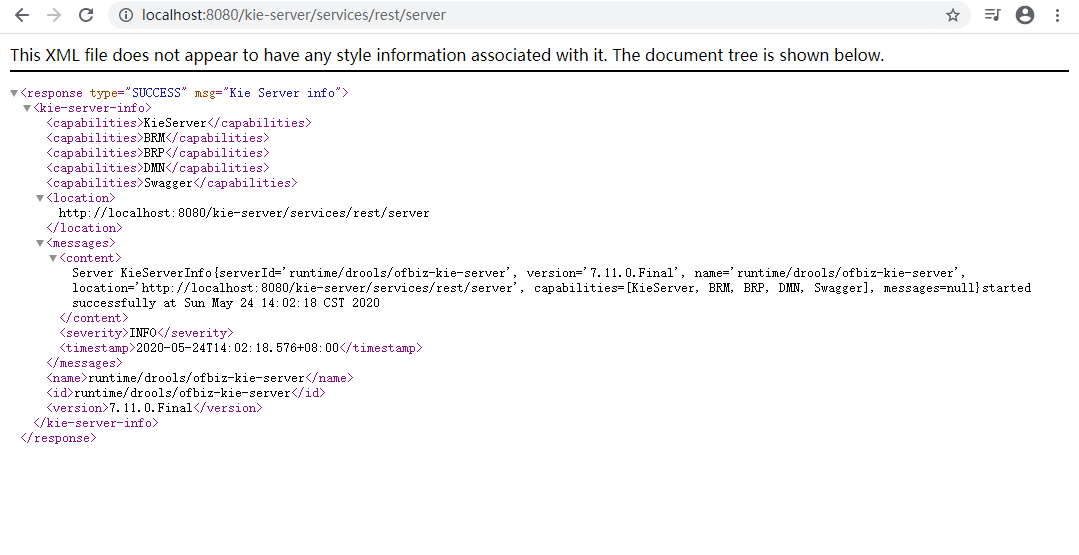 localhost:8080/kie-server/services/rest/server
This XML file does not appear to have any style information associated with it. The document tree is shown below.
▼<response type="SUCCESS" msg="Kie Server info">
▼<kie-server-info>
<capabilities>KieServer</capabilities>
<capabilities>BRM</capabilities>
<capabilities>BRP</capabilities>
<capabilities>DMN</capabilities>
<capabilities>Swagger</capabilities>
▼<location>
http://localhost:8080/kie-server/services/rest/server
</location>
▼<messages>
▼<content>
Server KieServerInfo{serverId='runtime/drools/ofbiz-kie-server', version='7.11.0.Final', name='runtime/drools/ofbiz-kie-server',
location='http://localhost:8080/kie-server/services/rest/server', capabilities=[KieServer, BRM, BRP, DMN, Swagger], messages=null}started
successfully at Sun May 24 14:02:18 CST 2020
</content>
<severity>INFO</severity>
<timestamp>2020-05-24T14:02:18.576+08:00</timestamp>
</messages>
<name>runtime/drools/ofbiz-kie-server</name>
<id>runtime/drools/ofbiz-kie-server</id>
<version>7.11.0.Final</version>
</kie-server-info>
</response>